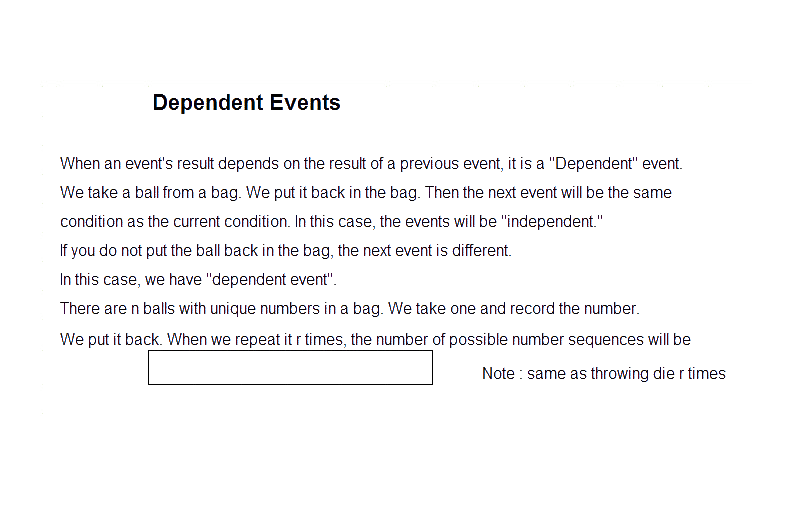 Dependent Events
When an event's result depends on the result of a previous event, it is a "Dependent" event.
We take a ball from a bag. We put it back in the bag. Then the next event will be the same
condition as the current condition. In this case, the events will be "independent."
If you do not put the ball back in the bag, the next event is different.
In this case, we have "dependent event".
There are n balls with unique numbers in a bag. We take one and record the number.
We put it back. When we repeat it r times, the number of possible number sequences will be
Note : same as throwing die r times